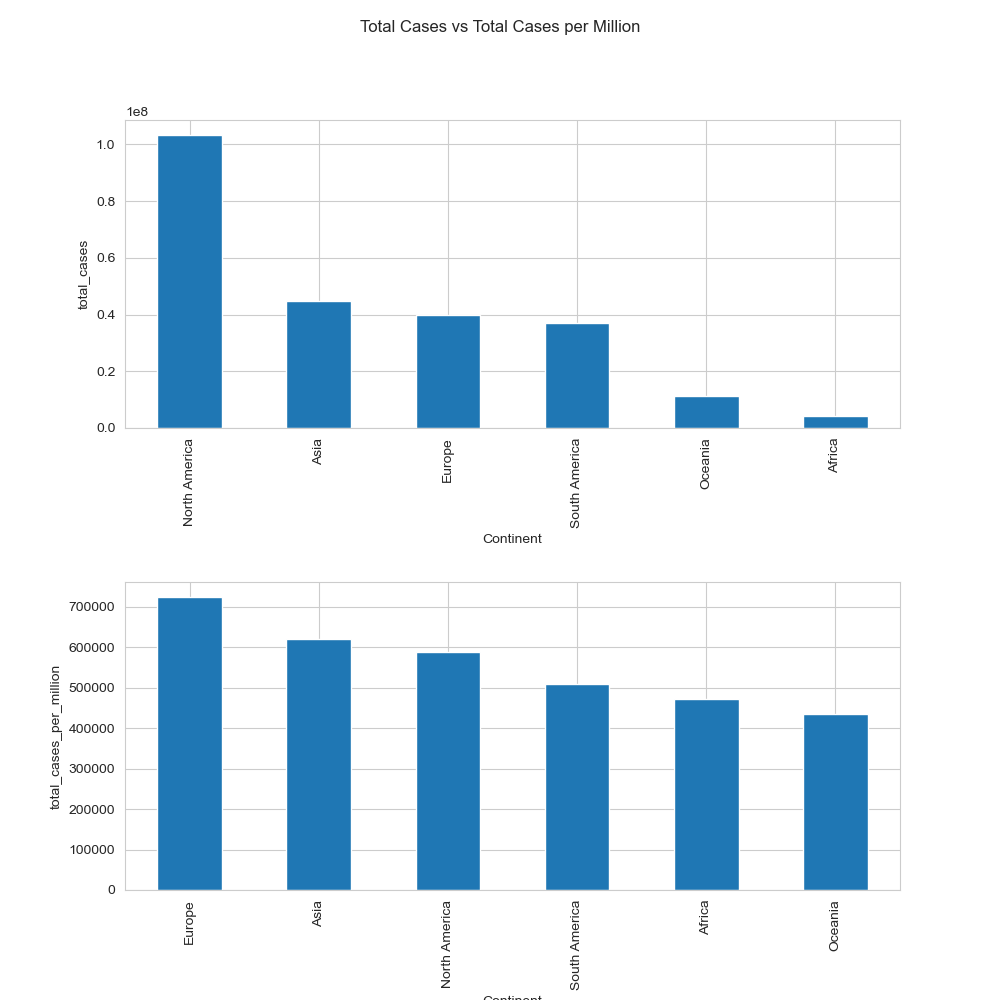 Total Cases vs Total Cases per Million
1e8
1.0
0.8
0.6
0.4
0.2
0.0
total_cases
North America
Asia
Europe
South America
Oceania
Africa
Continent
700000
600000
500000
400000
300000
200000
100000
0
total_cases_per_million
Europe
Asia
North America
South America
Africa
Oceania
Continent